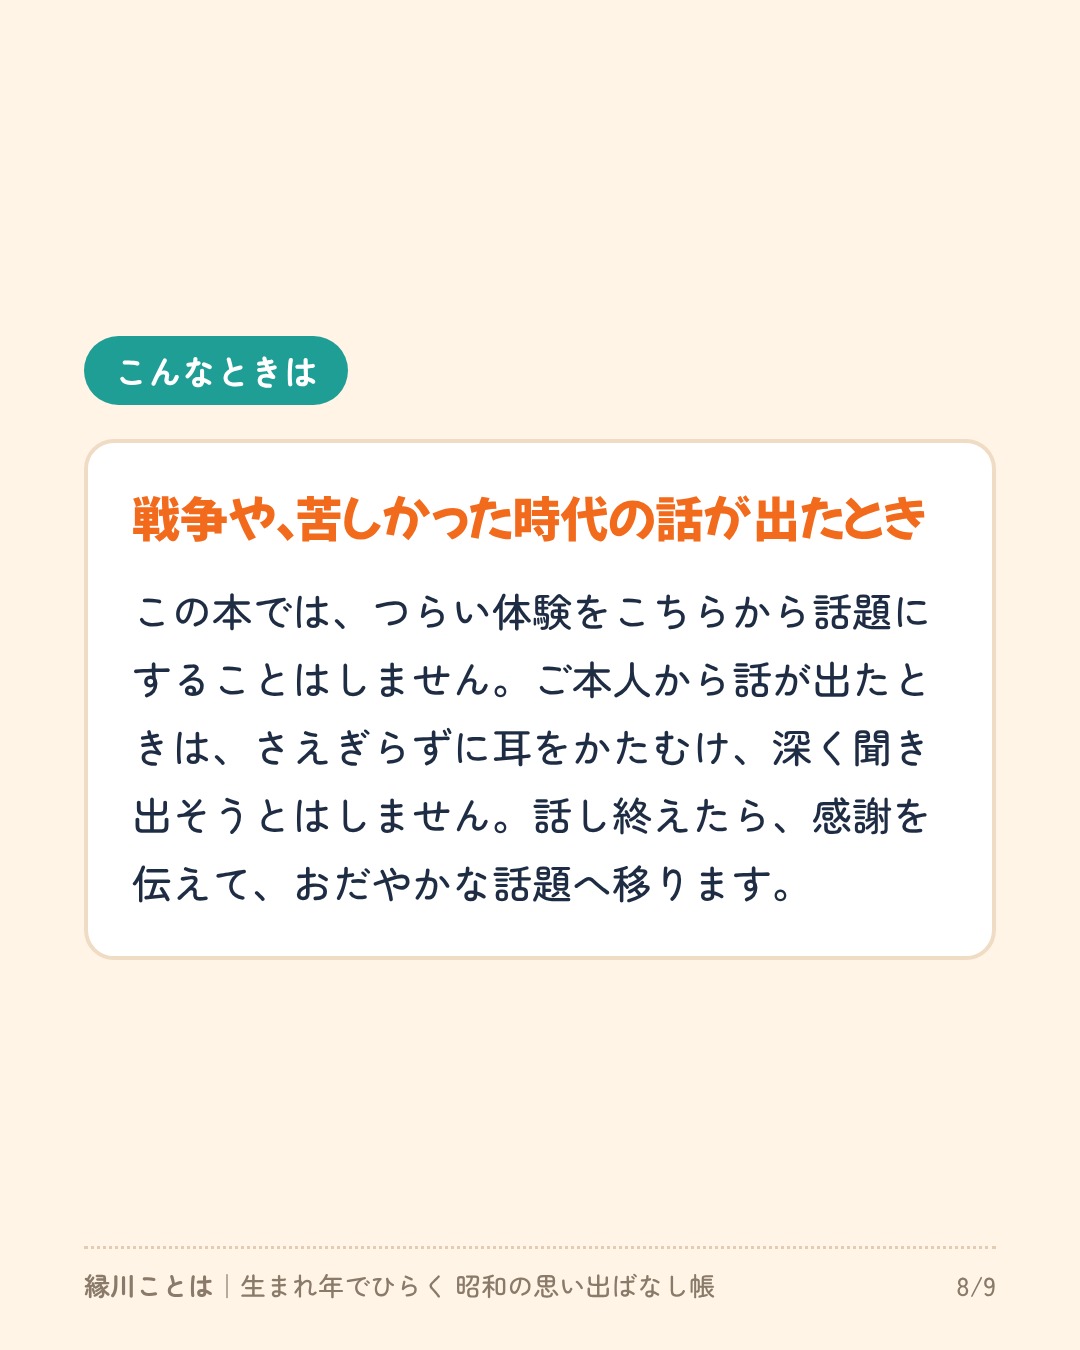 こんなときは
戦争や、苦しかった時代の話が出たとき
この本では、つらい体験をこちらから話題に
することはしません。ご本人から話が出たと
きは、さえぎらずに耳をかたむけ、深く聞き
出そうとはしません。話し終えたら、感謝を
伝えて、おだやかな話題へ移ります。
縁川ことは｜生まれ年でひらく 昭和の思い出ばなし帳
8/9